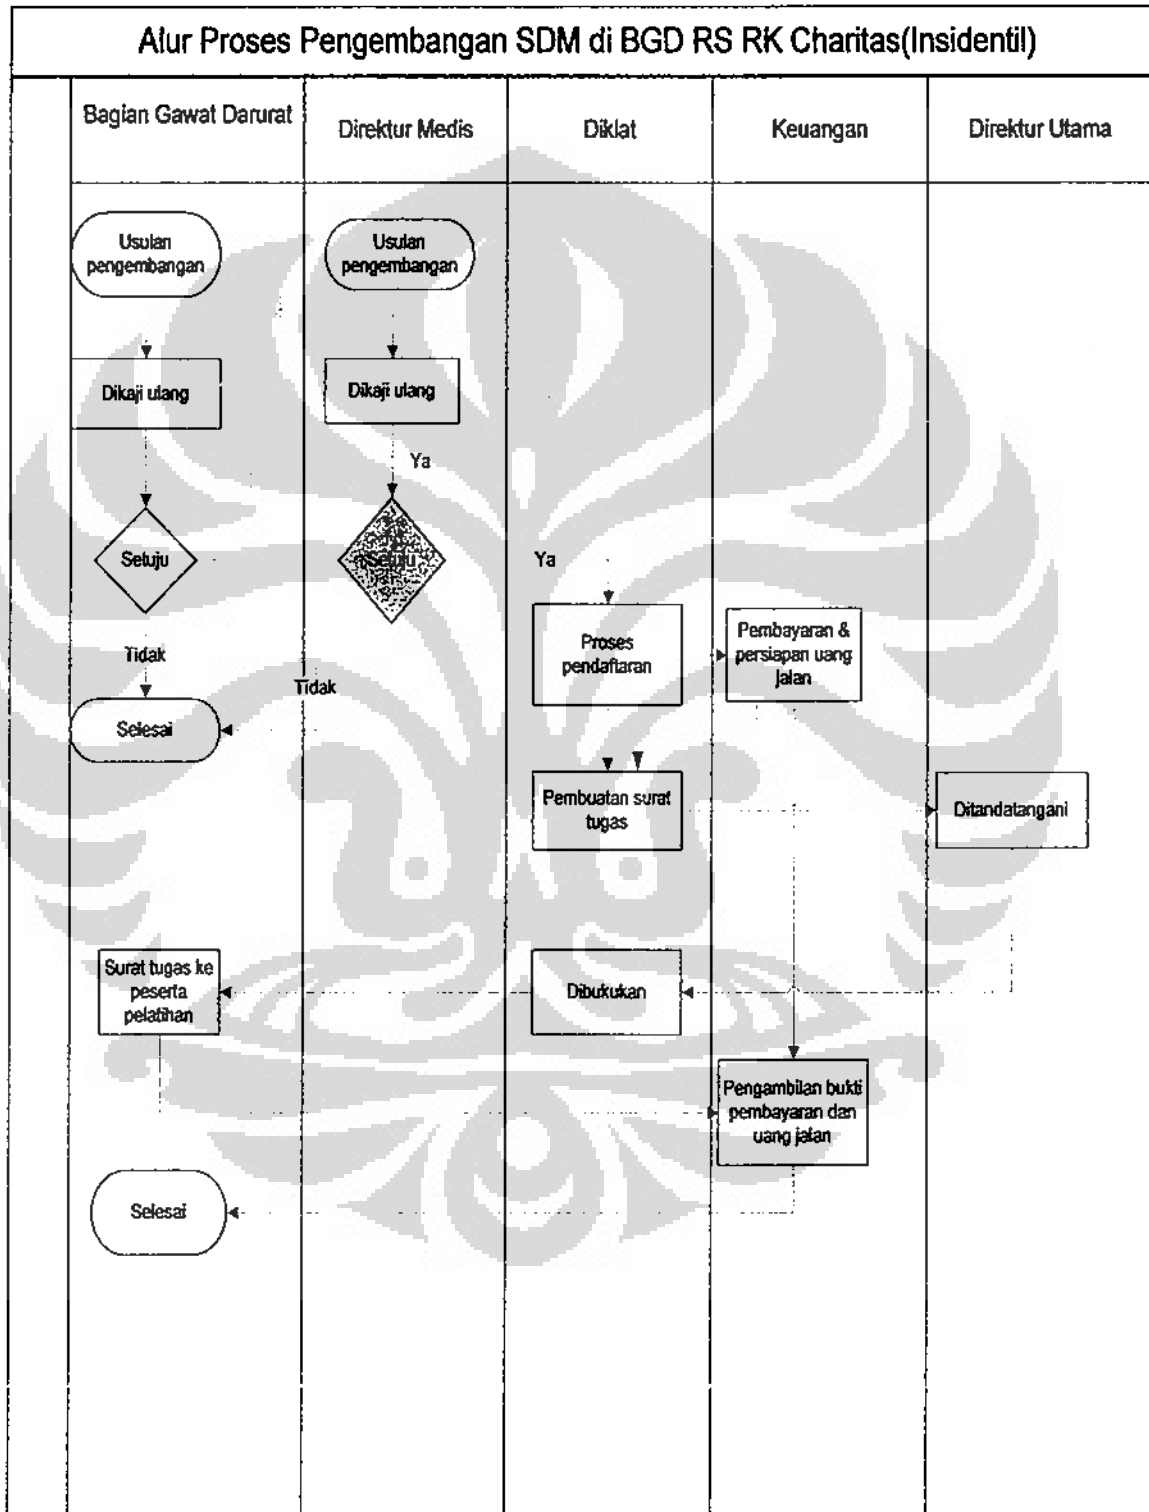 Alur Proses Pengembangan SDM di BGD RS RK Charitas(Insidentil)
Bagian Gawat Darurat
Direktur Medis
Diklat
Keuangan
Direktur Utama
Usulan
pengembangan
Usulan
pengembangan
Dikaji ulang
Dikaji ulang
Ya
Setuju
Setuju
Ya
Tidak
Tidak
Selesai
Proses
pendaftaran
Pembayaran &
persiapan uang
jalan
Pembuatan surat
tugas
Ditandatangani
Surat tugas ke
peserta
pelatihan
Dibukukan
Pengambilan bukti
pembayaran dan
uang jalan
Selesai